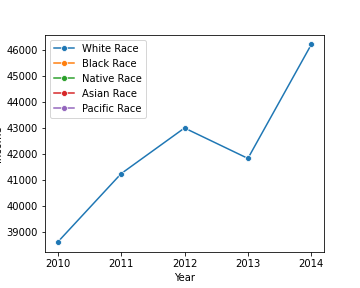 46000
45000
44000
43000
42000
41000
40000
39000
White Race
Black Race
Native Race
Asian Race
Pacific Race
2010 2011 2012 2013 2014
Year